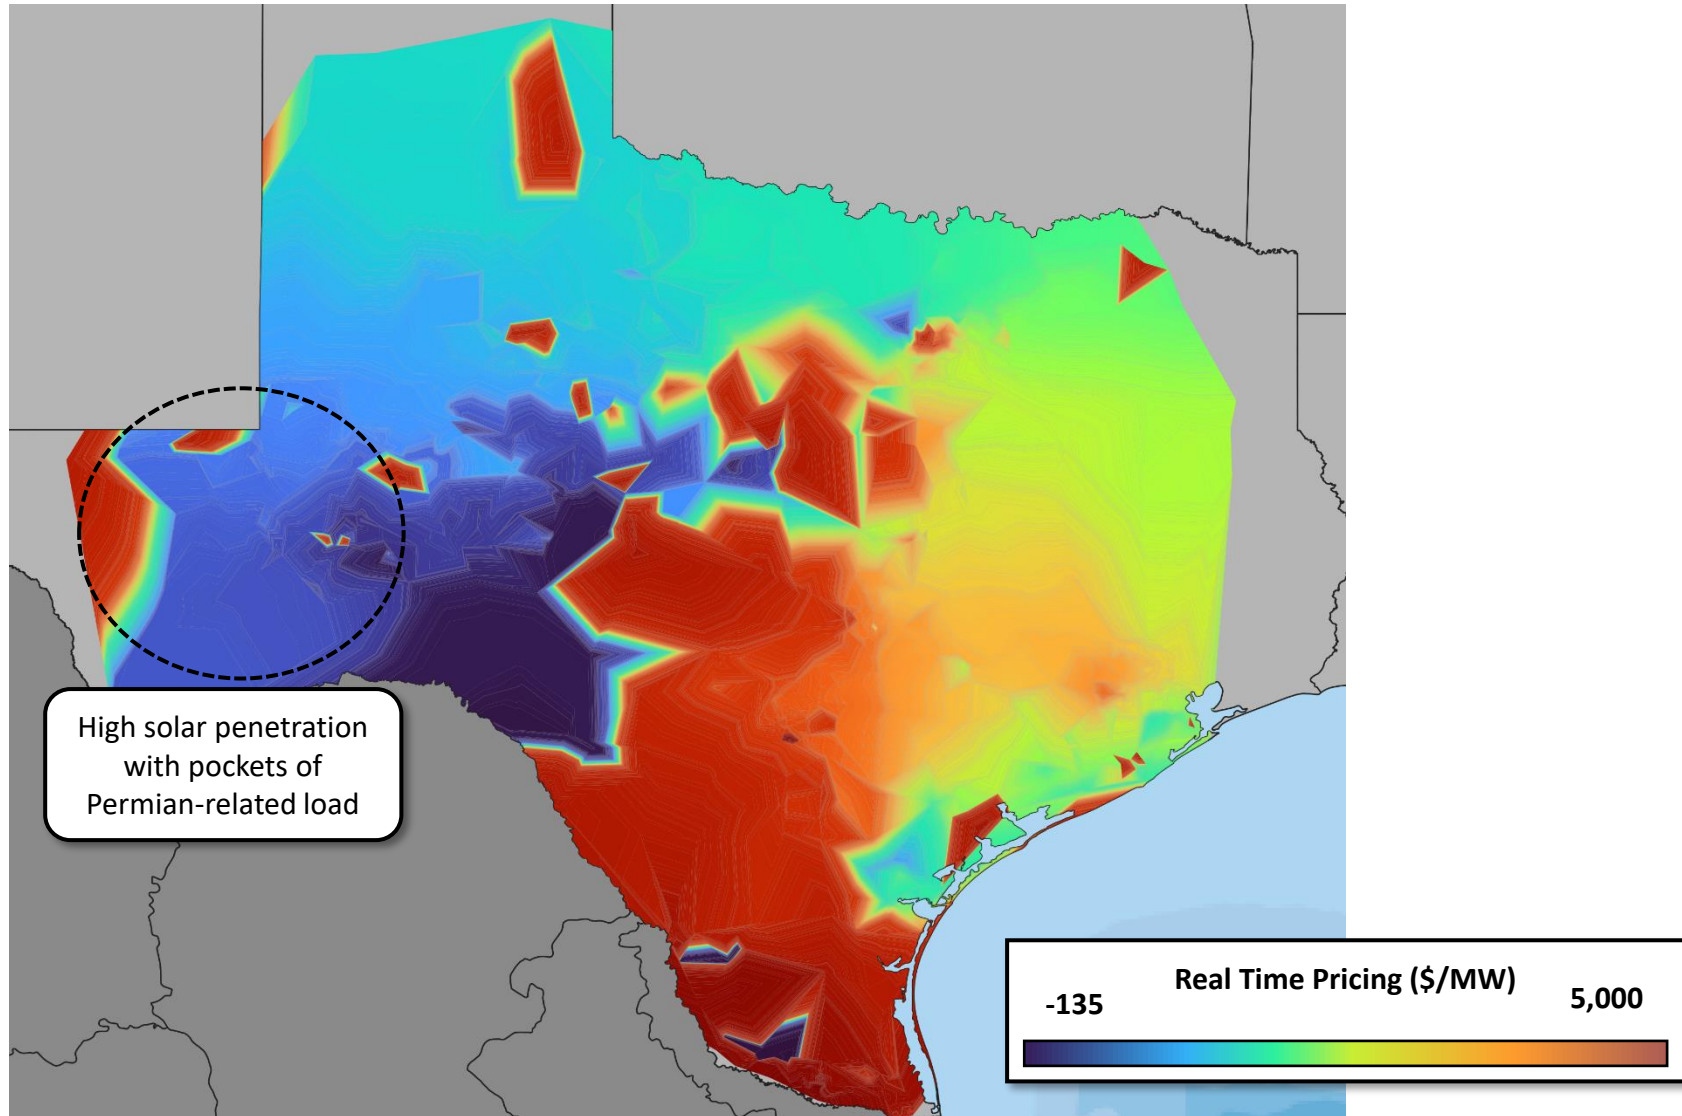 High solar penetration
with pockets of
Permian-related load
Real Time Pricing ($/MW)
-135
5,000